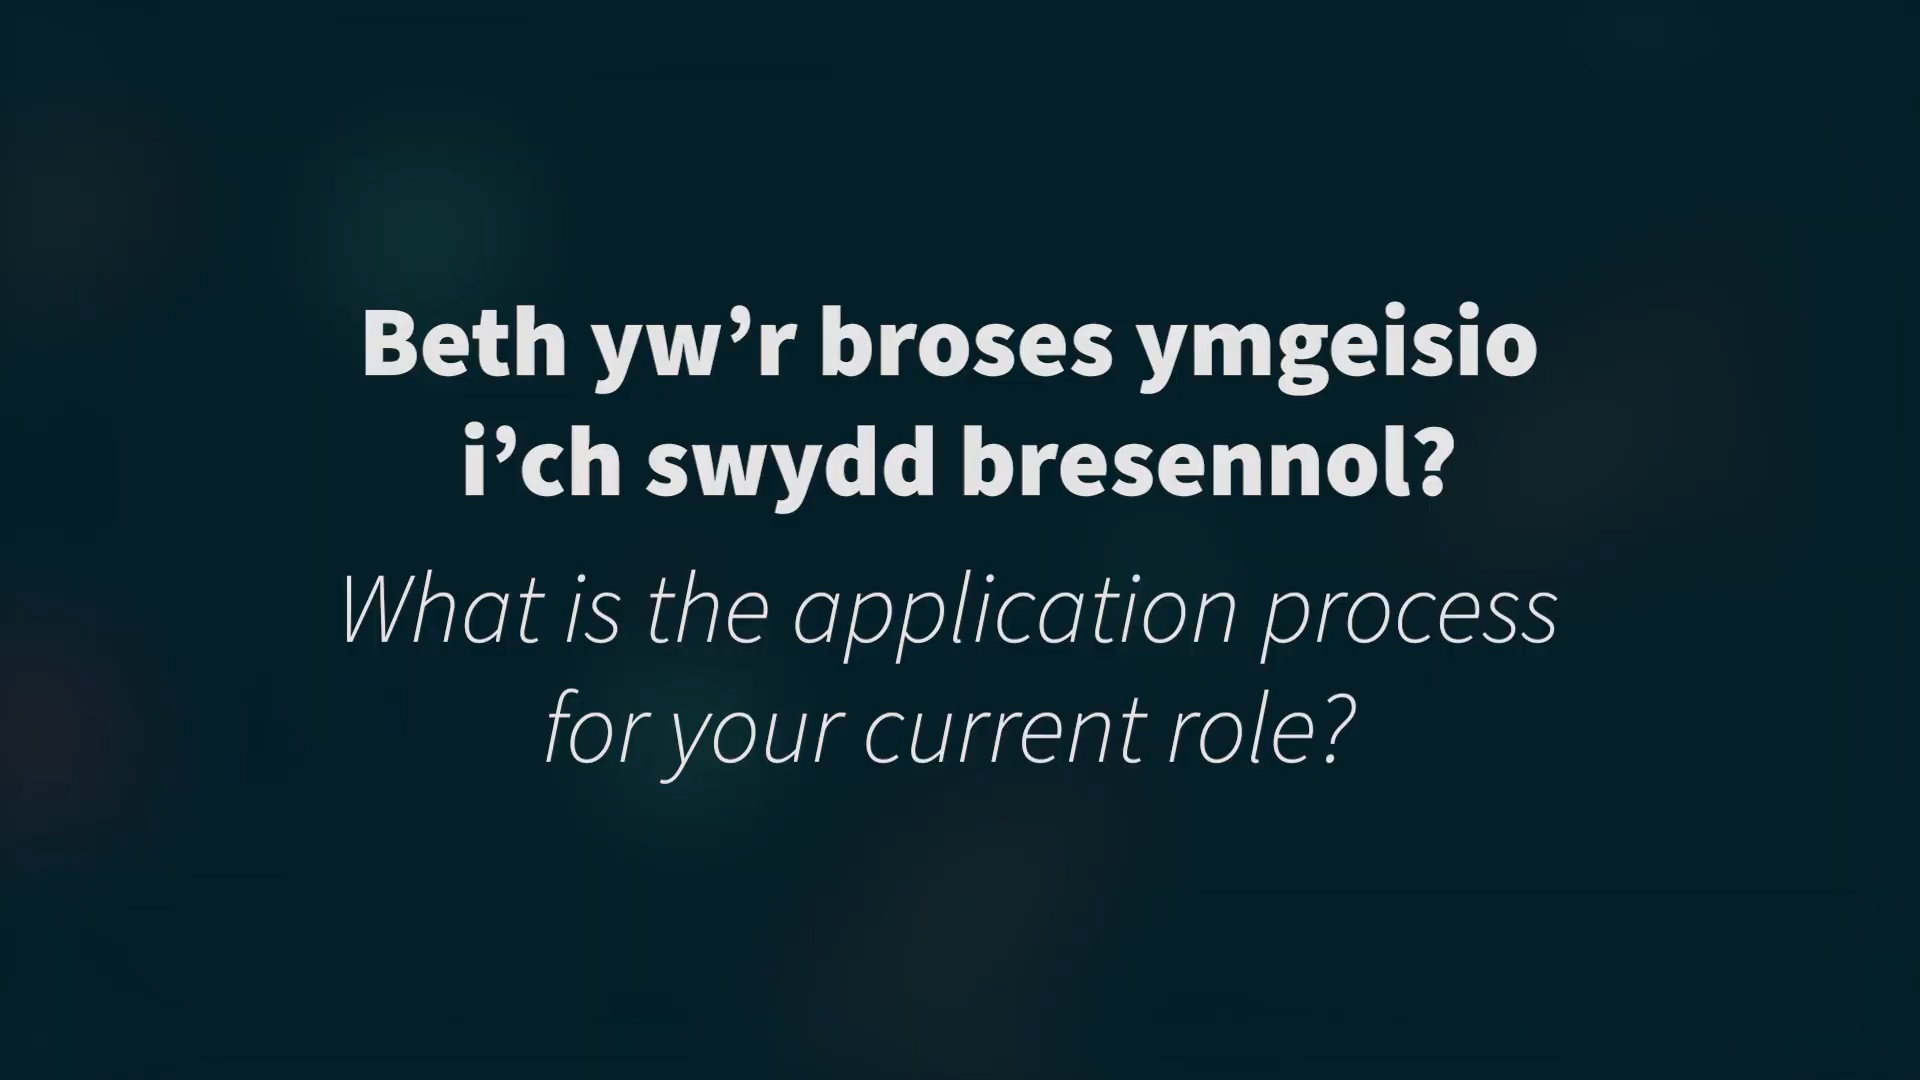 Beth yw’r broses ymgeisio
i’ch swydd bresennol?
What is the application process
for your current role?